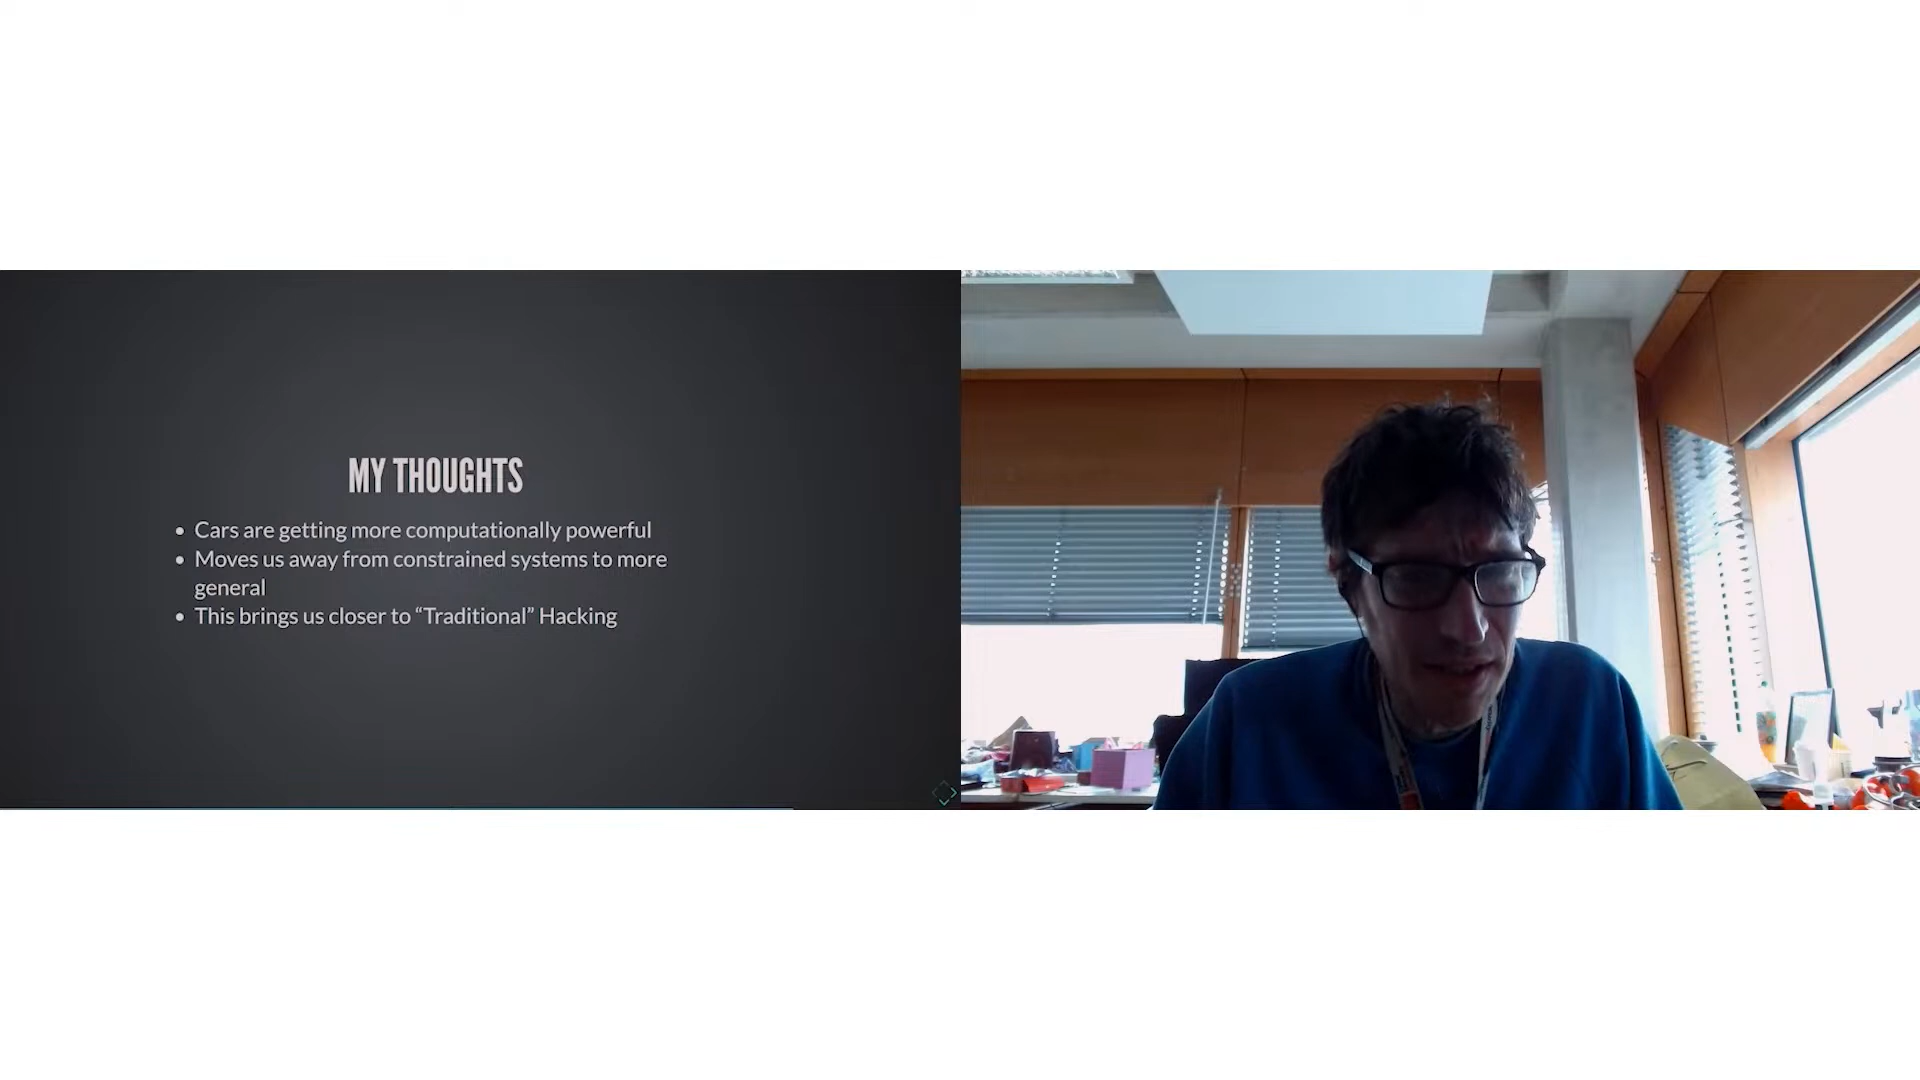 MY THOUGHTS
• Cars are getting more computationally powerful
• Moves us away from constrained systems to more
general
• This brings us closer to “Traditional” Hacking